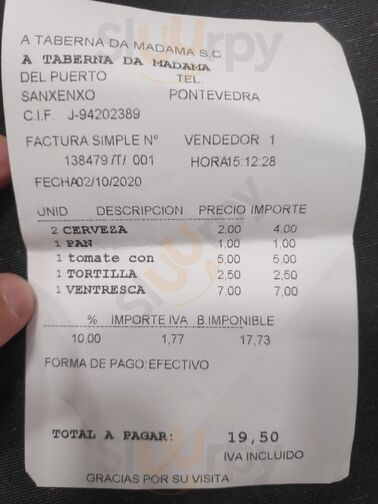 A TABERNA DA MADAMA S.C
A TABERNA DA MADAMA
DEL PUERTO TEL.
SANXENXO PONTEVEDRA
C.I.F. J-94202389
FACTURA SIMPLE Nº VENDEDOR 1
138479 /T/ 001 HORA15:12:28
FECHA02/10/2020
UNID DESCRIPCION PRECIO IMPORTE
2 CERVEZA 2.00 4.00
1 PAN 1,00 1,00
1 tomate con 5,00 5,00
1 TORTILLA 2,50 2,50
1 VENTRESCA 7,00 7,00
% IMPORTE IVA B.IMPONIBLE
10.00 1,77 17,73
FORMA DE PAGO:EFECTIVO
TOTAL A PAGAR: 19,50
IVA INCLUIDO
GRACIAS POR SU VISITA